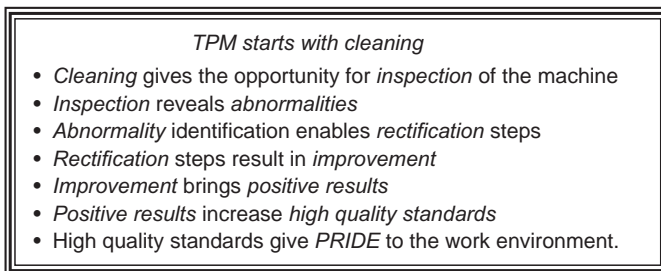 TPM starts with cleaning
• Cleaning gives the opportunity for inspection of the machine
• Inspection reveals abnormalities
• Abnormality identification enables rectification steps
• Rectification steps result in improvement
• Improvement brings positive results
• Positive results increase high quality standards
• High quality standards give PRIDE to the work environment.